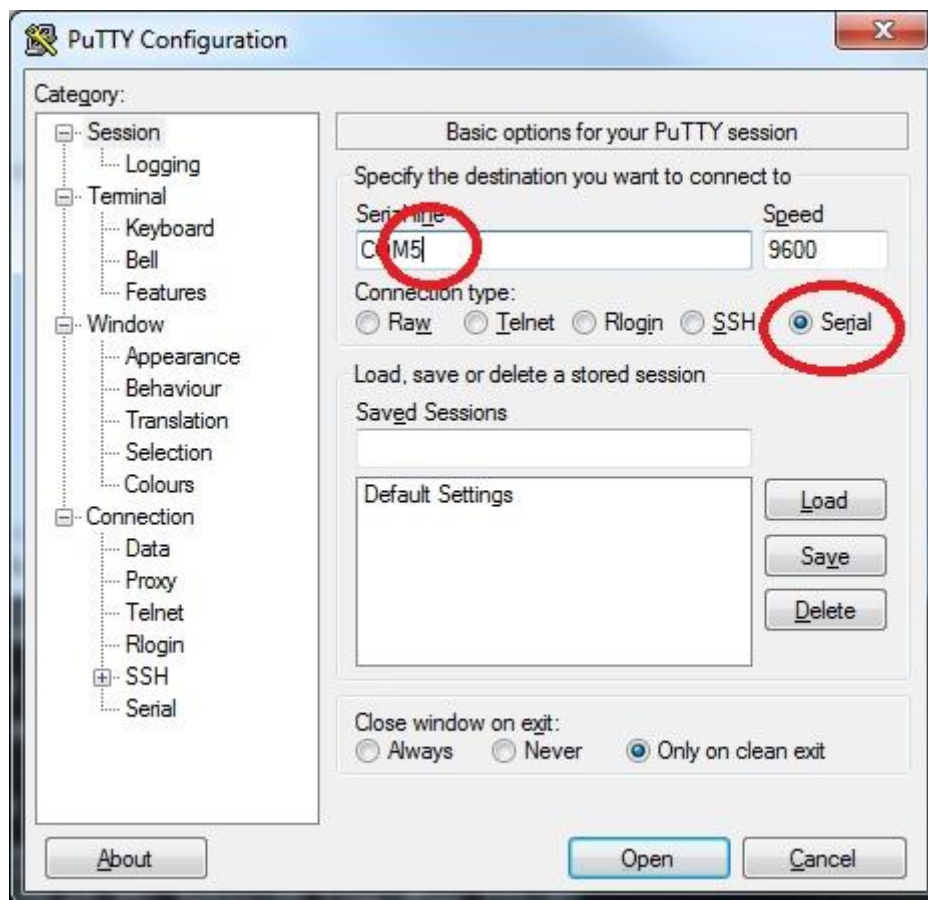 PuTTY Configuration
Category:
Session
Logging
Terminal
Keyboard
Bell
Features
Window
Appearance
Behaviour
Translation
Selection
Colours
Connection
Data
Proxy
Telnet
Rlogin
SSH
Serial
Basic options for your PuTTY session
Specify the destination you want to connect to
Serial line Speed
COM5 9600
Connection type:
Raw Telnet Rlogin SSH Serial
Load, save or delete a stored session
Saved Sessions
Default Settings
Load
Save
Delete
Close window on exit:
Always Never Only on clean exit
About Open Cancel